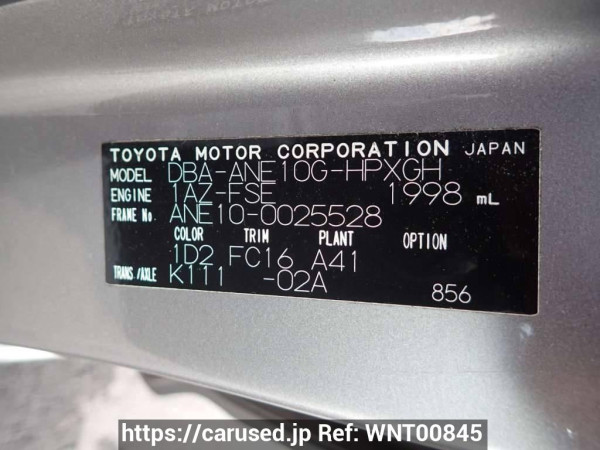 TOYOTA MOTOR CORPORATION JAPAN
MODEL DBA-ANE10G-HPXGH
ENGINE 1AZ-FSE 1998 mL
FRAME No. ANE10-0025528
COLOR TRIM PLANT OPTION
1D2 FC16 A41
TRANS./AXLE K111 -02A
856
https://carused.jp Ref: WNT00845